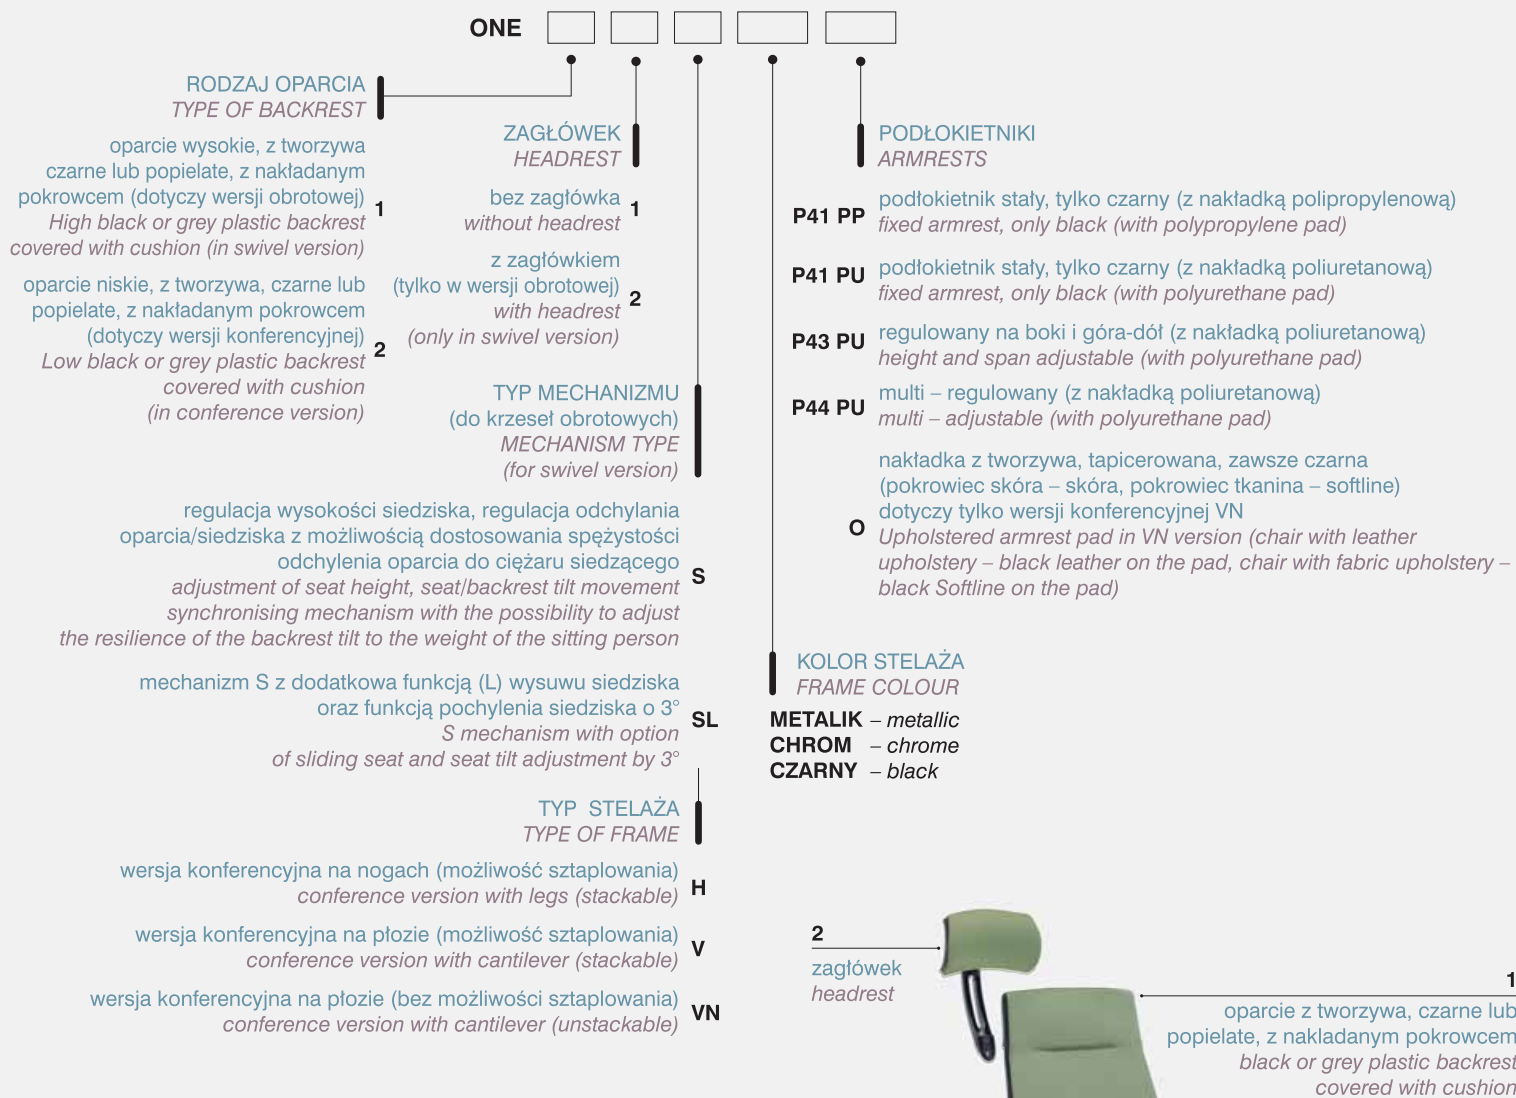 ONE
RODZAJ OPARCIA
TYPE OF BACKREST
oparcie wysokie, z tworzywa
czarne lub popielate, z nakładanym
pokrowcem (dotyczy wersji obrotowej)
1
High black or grey plastic backrest
covered with cushion (in swivel version)
oparcie niskie, z tworzywa, czarne lub
popielate, z nakładanym pokrowcem
(dotyczy wersji konferencyjnej)
2
Low black or grey plastic backrest
covered with cushion
(in conference version)
ZAGŁÓWEK
HEADREST
bez zagłówka
1
without headrest
z zagłówkiem
(tylko w wersji obrotowej)
2
with headrest
(only in swivel version)
TYP MECHANIZMU
(do krzeseł obrotowych)
MECHANISM TYPE
(for swivel version)
regulacja wysokości siedziska, regulacja odchylania
oparcia/siedziska z możliwością dostosowania spężystości
odchylenia oparcia do ciężaru siedzącego
S
adjustment of seat height, seat/backrest tilt movement
synchronising mechanism with the possibility to adjust
the resilience of the backrest tilt to the weight of the sitting person
mechanizm S z dodatkowa funkcją (L) wysuwu siedziska
oraz funkcją pochylenia siedziska o 3°
SL
S mechanism with option
of sliding seat and seat tilt adjustment by 3°
TYP STELAŻA
TYPE OF FRAME
wersja konferencyjna na nogach (możliwość sztaplowania)
H
conference version with legs (stackable)
wersja konferencyjna na płozie (możliwość sztaplowania)
V
conference version with cantilever (stackable)
wersja konferencyjna na płozie (bez możliwości sztaplowania)
VN
conference version with cantilever (unstackable)
PODŁOKIETNIKI
ARMRESTS
P41 PP
podłokietnik stały, tylko czarny (z nakładką polipropylenową)
fixed armrest, only black (with polypropylene pad)
P41 PU
podłokietnik stały, tylko czarny (z nakładką poliuretanową)
fixed armrest, only black (with polyurethane pad)
P43 PU
regulowany na boki i góra-dół (z nakładką poliuretanową)
height and span adjustable (with polyurethane pad)
P44 PU
multi – regulowany (z nakładką poliuretanową)
multi – adjustable (with polyurethane pad)
nakładka z tworzywa, tapicerowana, zawsze czarna
(pokrowiec skóra – skóra, pokrowiec tkanina – softline)
dotyczy tylko wersji konferencyjnej VN
O
Upholstered armrest pad in VN version (chair with leather
upholstery – black leather on the pad, chair with fabric upholstery –
black Softline on the pad)
KOLOR STELAŻA
FRAME COLOUR
METALIK – metallic
CHROM – chrome
CZARNY – black
2
zagłówek
headrest
1
oparcie z tworzywa, czarne lub
popielate, z nakladanym pokrowcem
black or grey plastic backrest
covered with cushion